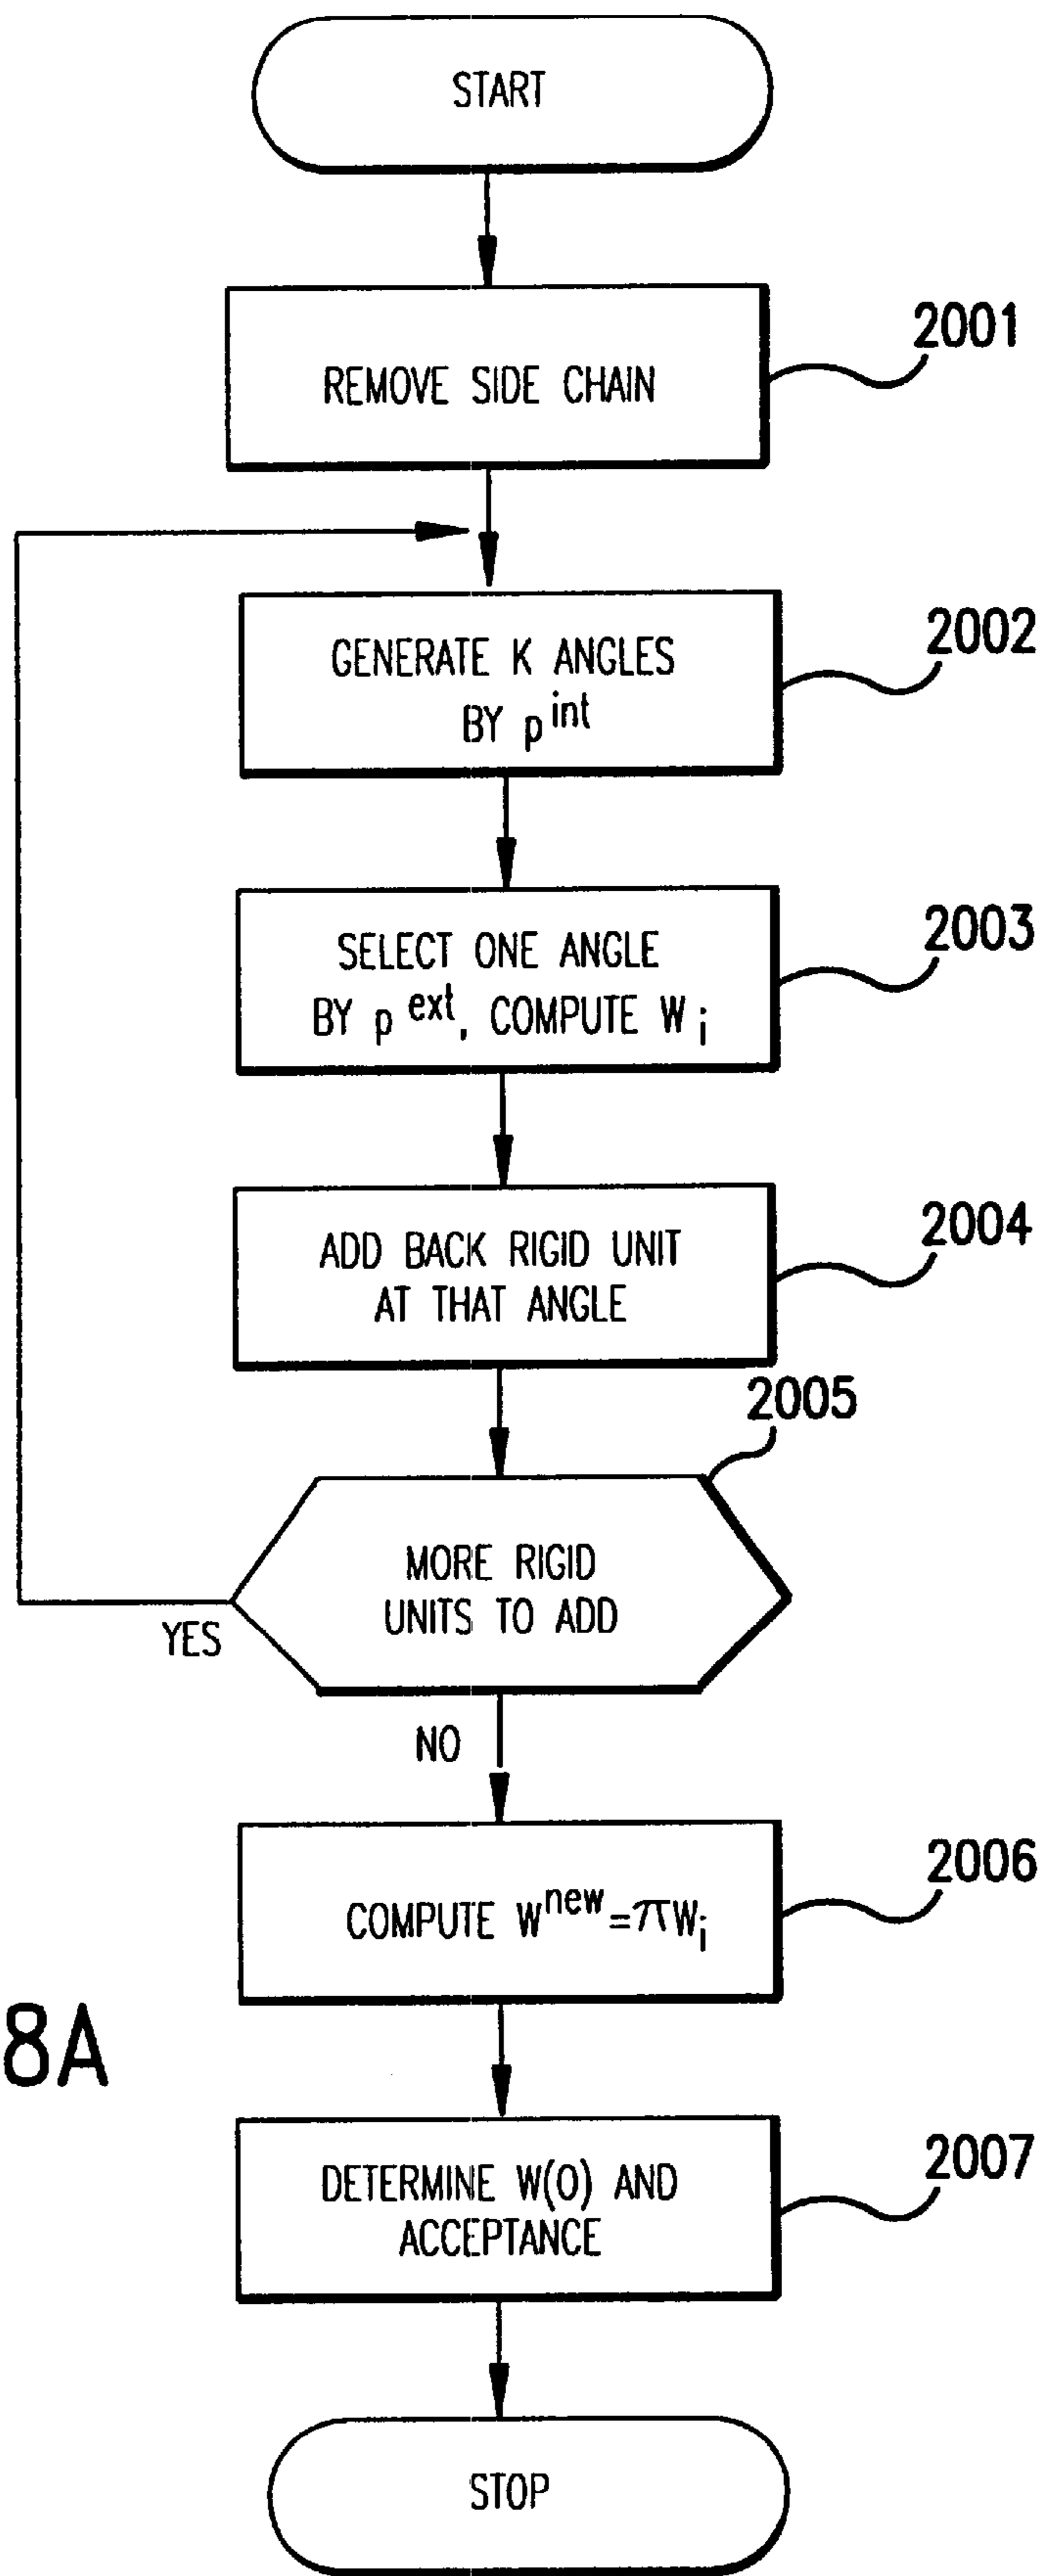 START
2001
REMOVE SIDE CHAIN
2002
GENERATE K ANGLES
BY p^int
2003
SELECT ONE ANGLE
BY p^ext, COMPUTE W_i
2004
ADD BACK RIGID UNIT
AT THAT ANGLE
2005
MORE RIGID
UNITS TO ADD
YES
NO
2006
COMPUTE W^new=πW_i
8A
2007
DETERMINE W(O) AND
ACCEPTANCE
STOP